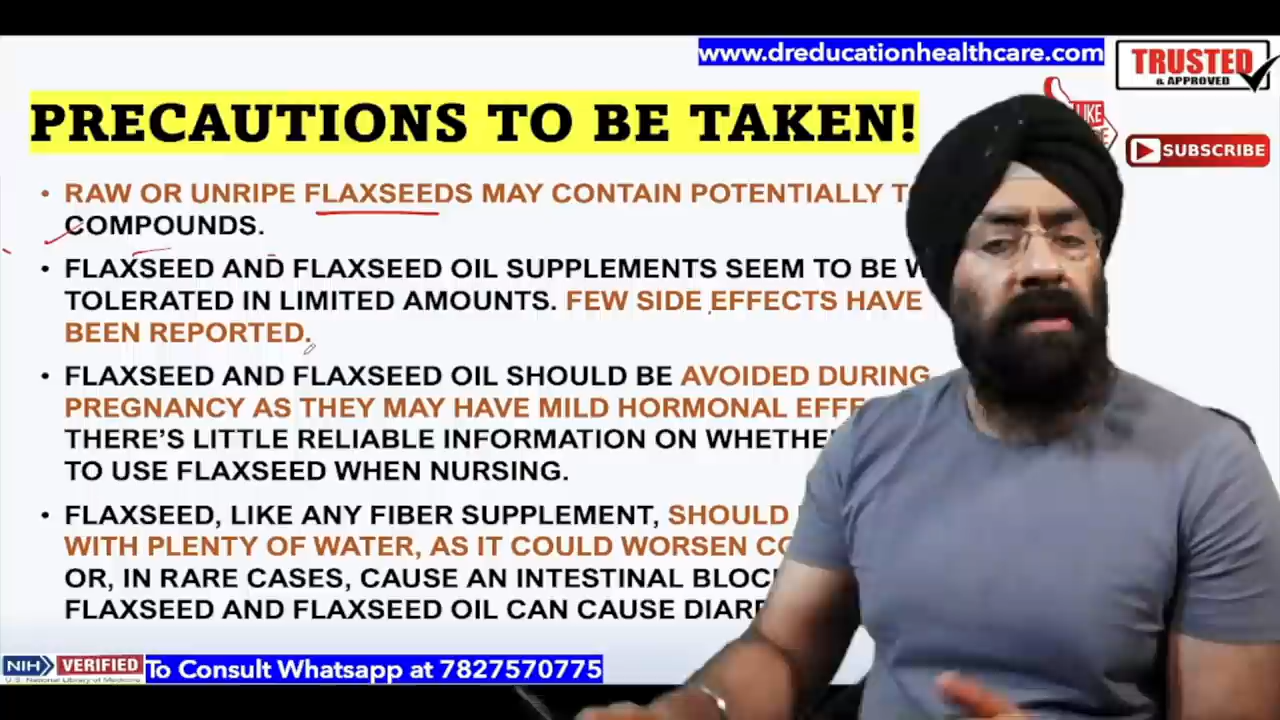 www.dreducationhealthcare.com
TRUSTED
& APPROVED
LIKE
SUBSCRIBE
PRECAUTIONS TO BE TAKEN!
• RAW OR UNRIPE FLAXSEEDS MAY CONTAIN POTENTIALLY
COMPOUNDS.
• FLAXSEED AND FLAXSEED OIL SUPPLEMENTS SEEM TO BE
TOLERATED IN LIMITED AMOUNTS. FEW SIDE EFFECTS HAVE
BEEN REPORTED.
• FLAXSEED AND FLAXSEED OIL SHOULD BE AVOIDED DURING
PREGNANCY AS THEY MAY HAVE MILD HORMONAL
THERE'S LITTLE RELIABLE INFORMATION ON
TO USE FLAXSEED WHEN NURSING.
• FLAXSEED, LIKE ANY FIBER SUPPLEMENT, SHOULD
WITH PLENTY OF WATER, AS IT COULD WORSEN
OR, IN RARE CASES, CAUSE AN INTESTINAL
FLAXSEED AND FLAXSEED OIL CAN CAUSE
NIH VERIFIED
U.S. National Library of Medicine
To Consult Whatsapp at 7827570775